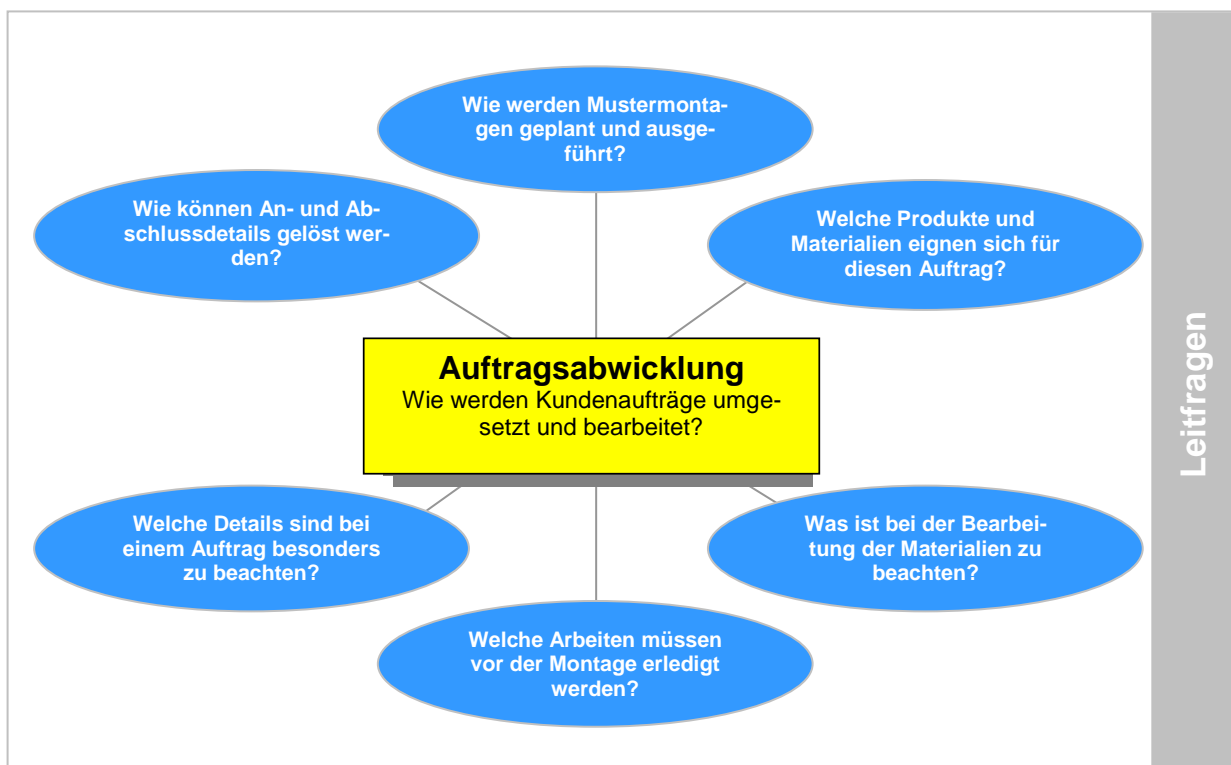 Wie werden Mustermonta-
gen geplant und ausge-
führt?
Wie können An- und Ab-
schlussdetails gelöst wer-
den?
Welche Produkte und
Materialien eignen sich für
diesen Auftrag?
Auftragsabwicklung
Wie werden Kundenaufträge umge-
setzt und bearbeitet?
Welche Details sind bei
einem Auftrag besonders
zu beachten?
Was ist bei der Bearbei-
tung der Materialien zu
beachten?
Welche Arbeiten müssen
vor der Montage erledigt
werden?
Leitfragen